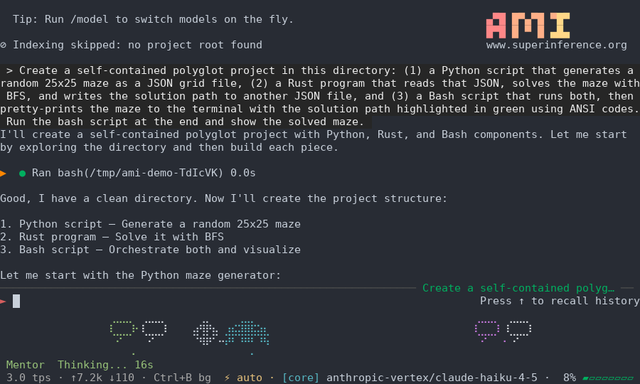 Tip: Run /model to switch models on the fly.
AMI
⊘ Indexing skipped: no project root found
www.superinference.org
> Create a self-contained polyglot project in this directory: (1) a Python script that generates a
random 25x25 maze as a JSON grid file, (2) a Rust program that reads that JSON, solves the maze with
BFS, and writes the solution path to another JSON file, and (3) a Bash script that runs both, then
pretty-prints the maze to the terminal with the solution path highlighted in green using ANSI codes.
Run the bash script at the end and show the solved maze.
I'll create a self-contained polyglot project with Python, Rust, and Bash components. Let me start
by exploring the directory and then build each piece.
▶ ● Ran bash(/tmp/ami-demo-TdIcVK) 0.0s
Good, I have a clean directory. Now I'll create the project structure:
1. Python script — Generate a random 25x25 maze
2. Rust program — Solve it with BFS
3. Bash script — Orchestrate both and visualize
Let me start with the Python maze generator:
Create a self-contained polyg…
Press ↑ to recall history
Mentor Thinking... 16s
3.0 tps · ↑7.2k ↓110 · Ctrl+B bg ⚡ auto · [core] anthropic-vertex/claude-haiku-4-5 · 8%